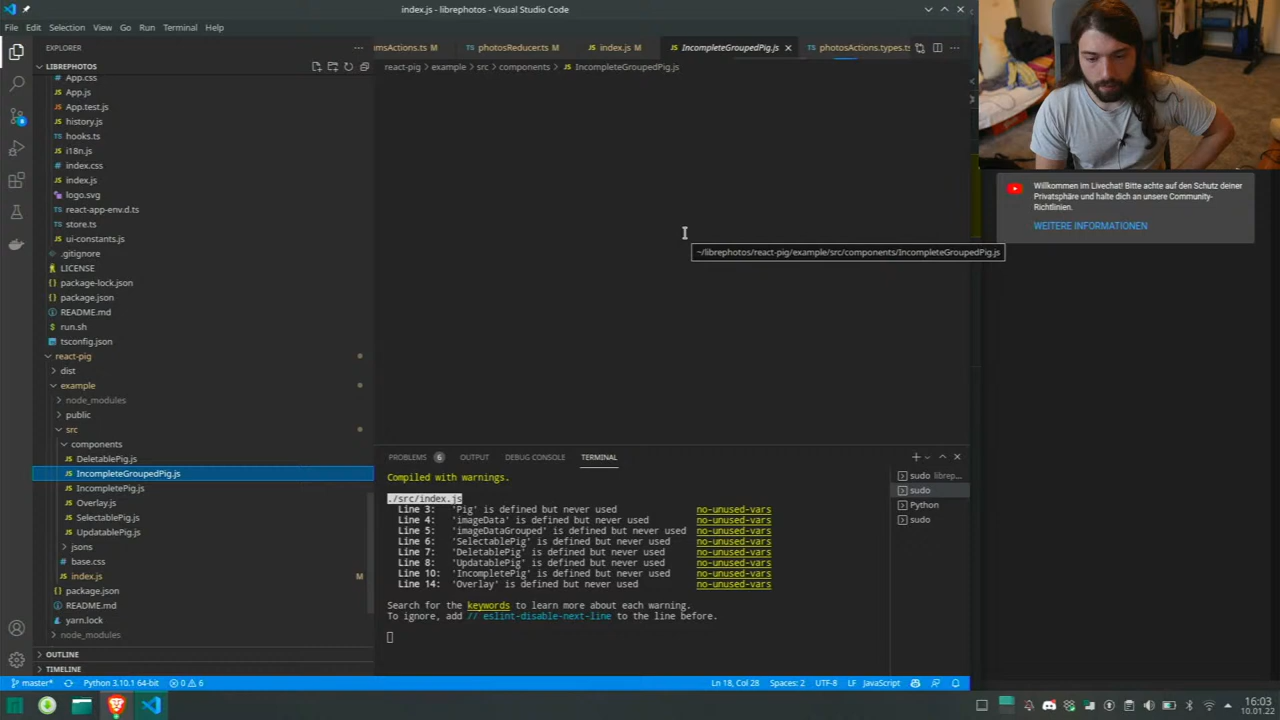 index.js - librephotos - Visual Studio Code
File Edit Selection View Go Run Terminal Help
EXPLORER
umsActions.ts M
photosReducer.ts M
index.js M
IncompleteGroupedPig.js
photosActions.types.ts
LIBREPHOTOS
react-pig > example > src > components > IncompleteGroupedPig.js
App.css
App.js
App.test.js
history.js
hooks.ts
i18n.js
index.css
index.js
logo.svg
react-app-env.d.ts
store.ts
ui-constants.ts
.gitignore
LICENSE
package-lock.json
package.json
README.md
run.sh
tsconfig.json
react-pig
dist
example
node_modules
public
src
components
DeletablePig.js
IncompleteGroupedPig.js
IncompletePig.js
Overlay.js
SelectablePig.js
UpdatablePig.js
jsons
base.css
index.js M
package.json
README.md
yarn.lock
node_modules
OUTLINE
TIMELINE
~/librephotos/react-pig/example/src/components/IncompleteGroupedPig.js
PROBLEMS 6 OUTPUT DEBUG CONSOLE TERMINAL
Compiled with warnings.
./src/index.js
Line 3: 'Pig' is defined but never used no-unused-vars
Line 4: 'imageData' is defined but never used no-unused-vars
Line 5: 'imageDataGrouped' is defined but never used no-unused-vars
Line 6: 'SelectablePig' is defined but never used no-unused-vars
Line 7: 'DeletablePig' is defined but never used no-unused-vars
Line 8: 'UpdatablePig' is defined but never used no-unused-vars
Line 10: 'IncompletePig' is defined but never used no-unused-vars
Line 14: 'Overlay' is defined but never used no-unused-vars
Search for the keywords to learn more about each warning.
To ignore, add // eslint-disable-next-line to the line before.
sudo librep...
sudo
Python
sudo
Willkommen im Livechat! Bitte achte auf den Schutz deiner
Privatsphäre und halte dich an unsere Community-
Richtlinien.
WEITERE INFORMATIONEN
master* Python 3.9.1 64-bit 0 6
Ln 18, Col 28 Spaces: 2 UTF-8 LF JavaScript
16:03
10.01.22